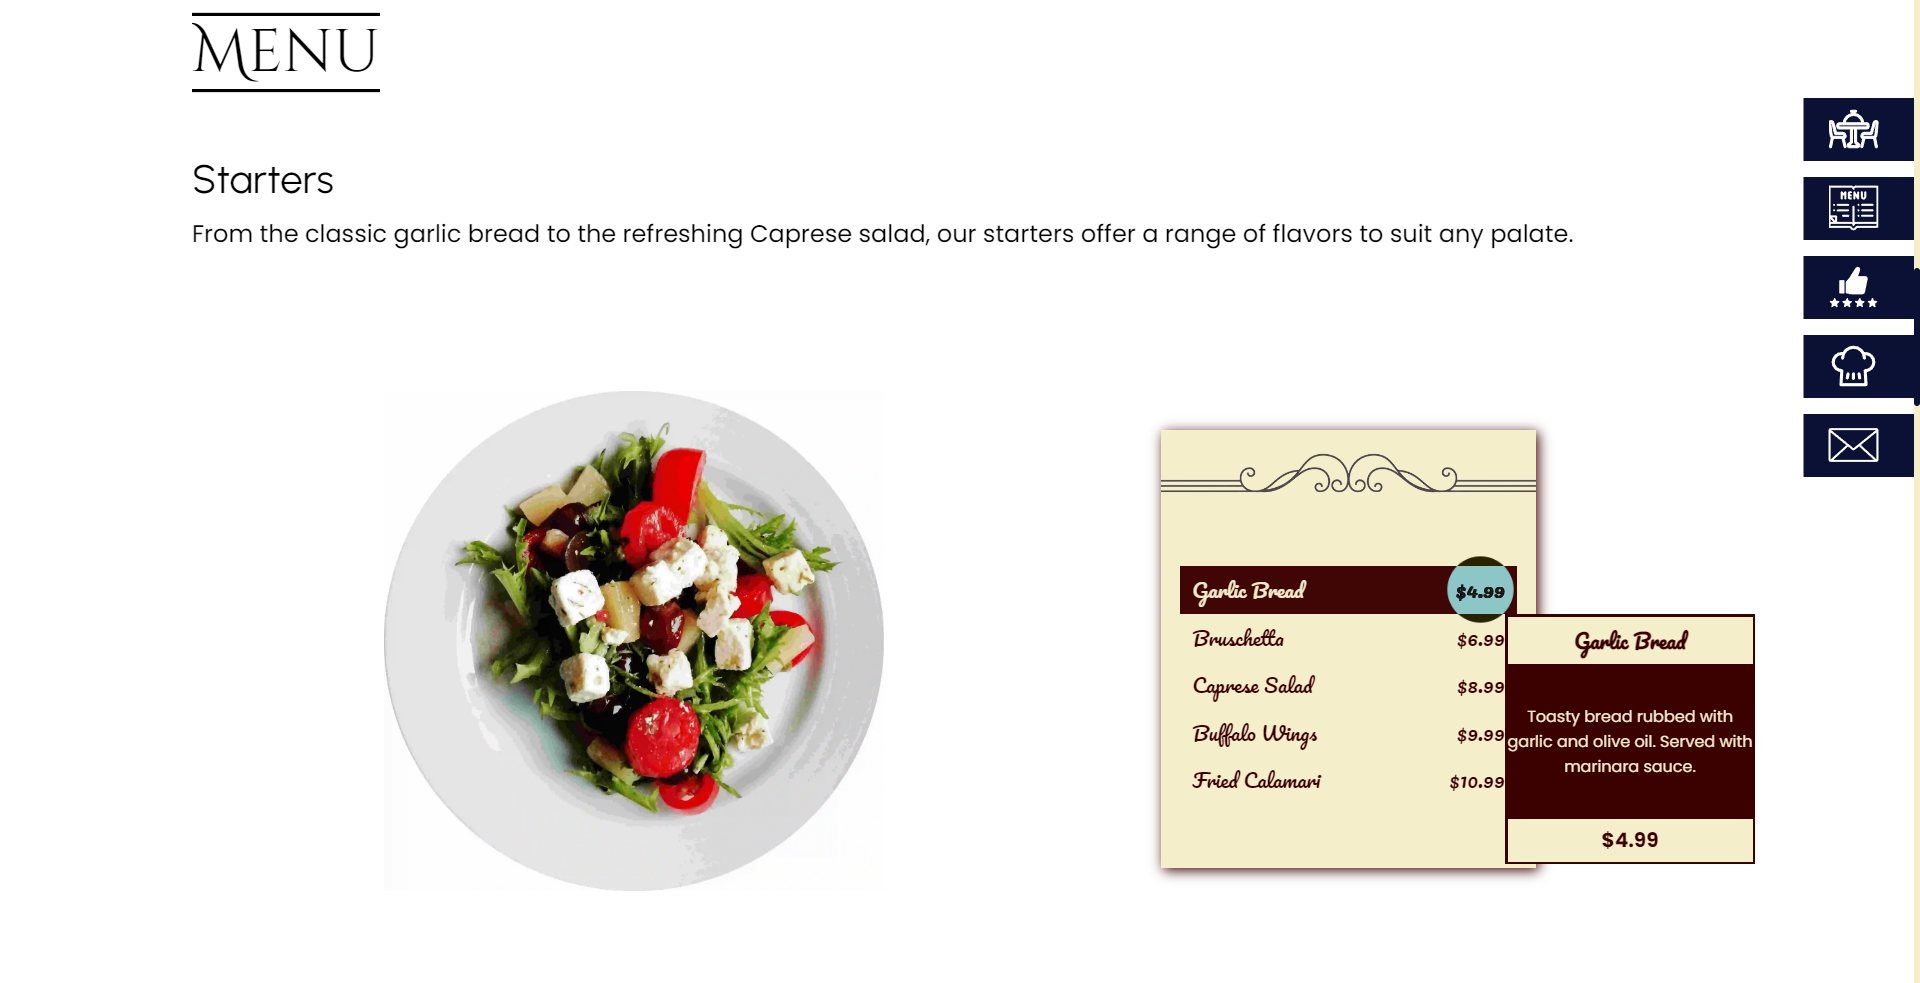 MENU
Starters
From the classic garlic bread to the refreshing Caprese salad, our starters offer a range of flavors to suit any palate.
MENU
Garlic Bread $4.99
Bruschetta $6.99
Caprese Salad $8.99
Buffalo Wings $9.99
Fried Calamari $10.99
Garlic Bread
Toasty bread rubbed with
garlic and olive oil. Served with
marinara sauce.
$4.99